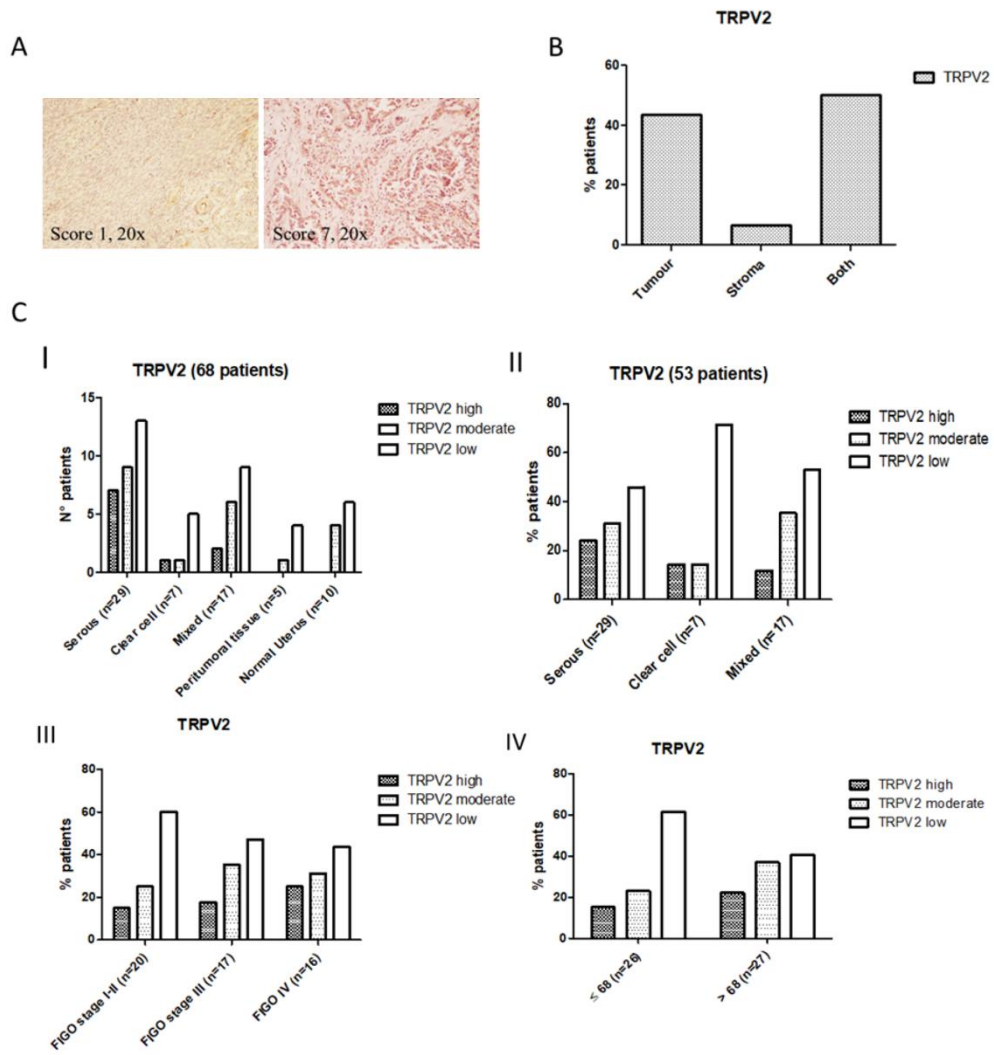 A
Score 1, 20x
Score 7, 20x
B
TRPV2
% patients
60
40
20
0
Tumour
Stroma
Both
TRPV2
C
I
TRPV2 (68 patients)
N° patients
15
10
5
0
Serous (n=29)
Clear cell (n=7)
Mixed (n=17)
Peritumoral tissue (n=5)
Normal Uterus (n=10)
TRPV2 high
TRPV2 moderate
TRPV2 low
II
TRPV2 (53 patients)
% patients
80
60
40
20
0
Serous (n=29)
Clear cell (n=7)
Mixed (n=17)
TRPV2 high
TRPV2 moderate
TRPV2 low
III
TRPV2
% patients
80
60
40
20
0
FIGO stage I-II (n=20)
FIGO stage III (n=17)
FIGO IV (n=16)
TRPV2 high
TRPV2 moderate
TRPV2 low
IV
TRPV2
% patients
80
60
40
20
0
≤ 68 (n=26)
> 68 (n=27)
TRPV2 high
TRPV2 moderate
TRPV2 low